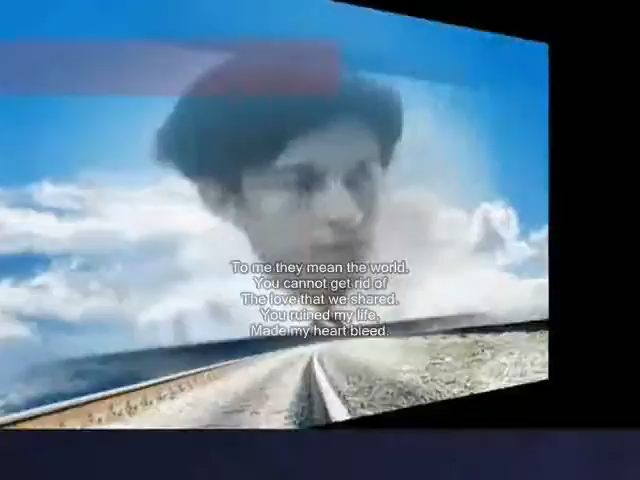 To me they mean the world.
You cannot get rid of
The love that we shared.
You ruined my life,
Made my heart bleed.